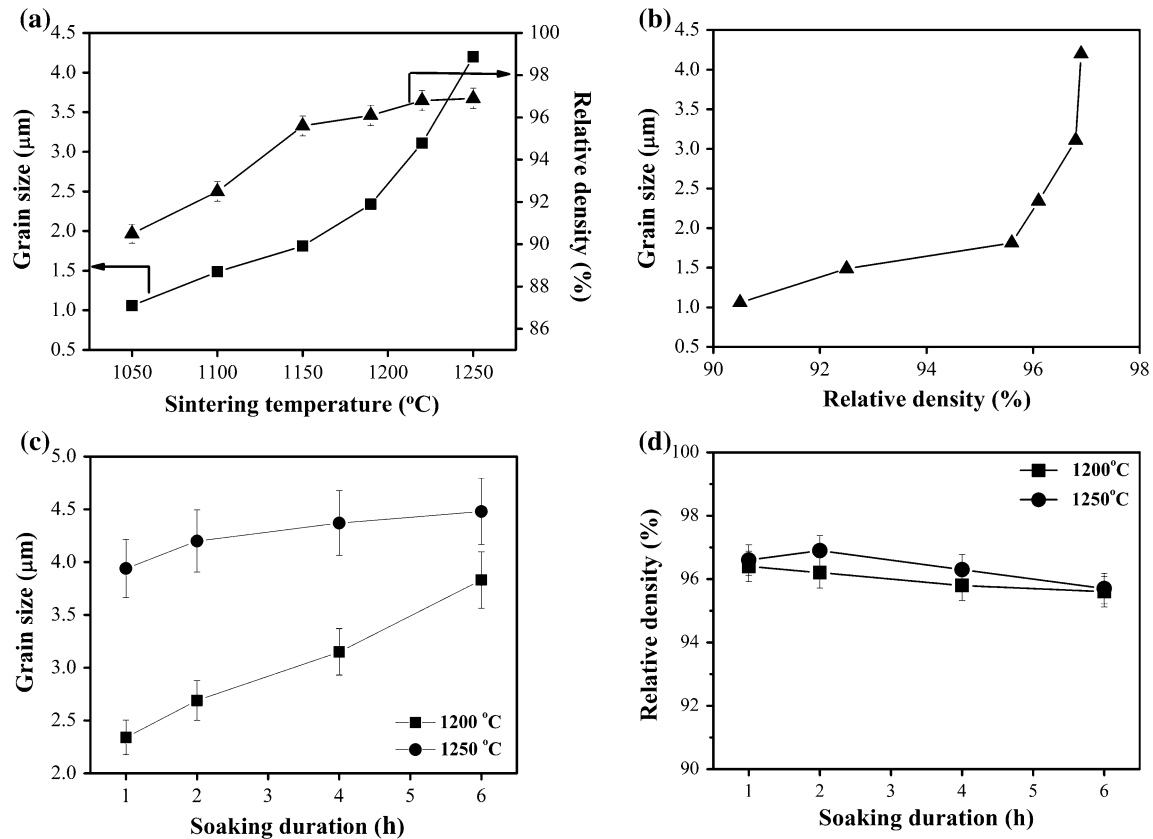 (a)
4.5
4.0
3.5
3.0
2.5
2.0
1.5
1.0
0.5
Grain size (μm)
100
98
96
94
92
90
88
86
Relative density (%)
1050 1100 1150 1200 1250
Sintering temperature (°C)
(b)
4.5
4.0
3.5
3.0
2.5
2.0
1.5
1.0
0.5
Grain size (μm)
90 92 94 96 98
Relative density (%)
(c)
5.0
4.5
4.0
3.5
3.0
2.5
2.0
Grain size (μm)
1200 °C
1250 °C
1 2 3 4 5 6
Soaking duration (h)
(d)
100
98
96
94
92
90
Relative density (%)
1200°C
1250°C
1 2 3 4 5 6
Soaking duration (h)